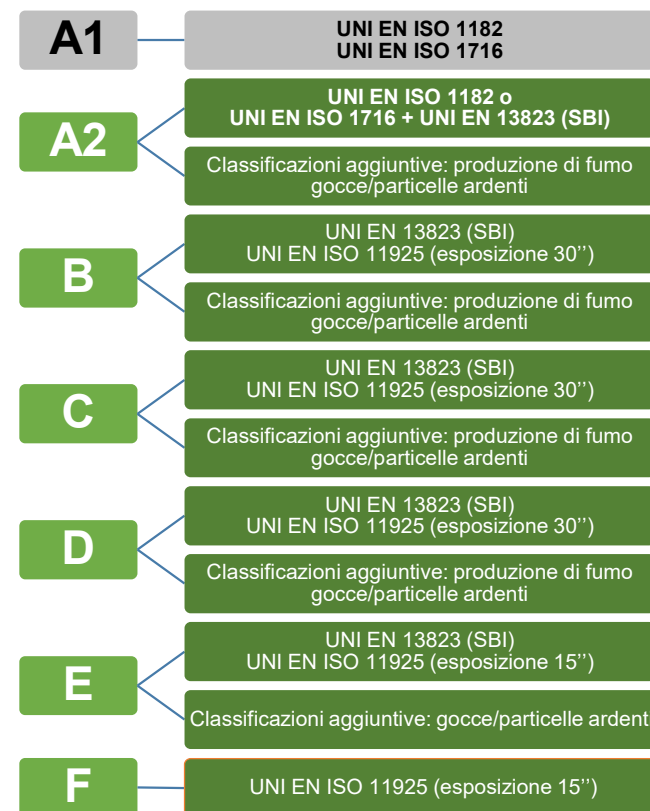 A1
UNI EN ISO 1182
UNI EN ISO 1716
A2
UNI EN ISO 1182 o
UNI EN ISO 1716 + UNI EN 13823 (SBI)
Classificazioni aggiuntive: produzione di fumo
gocce/particelle ardenti
B
UNI EN 13823 (SBI)
UNI EN ISO 11925 (esposizione 30’’)
Classificazioni aggiuntive: produzione di fumo
gocce/particelle ardenti
C
UNI EN 13823 (SBI)
UNI EN ISO 11925 (esposizione 30’’)
Classificazioni aggiuntive: produzione di fumo
gocce/particelle ardenti
D
UNI EN 13823 (SBI)
UNI EN ISO 11925 (esposizione 30’’)
Classificazioni aggiuntive: produzione di fumo
gocce/particelle ardenti
E
UNI EN 13823 (SBI)
UNI EN ISO 11925 (esposizione 15’’)
Classificazioni aggiuntive: gocce/particelle ardent
F
UNI EN ISO 11925 (esposizione 15’’)